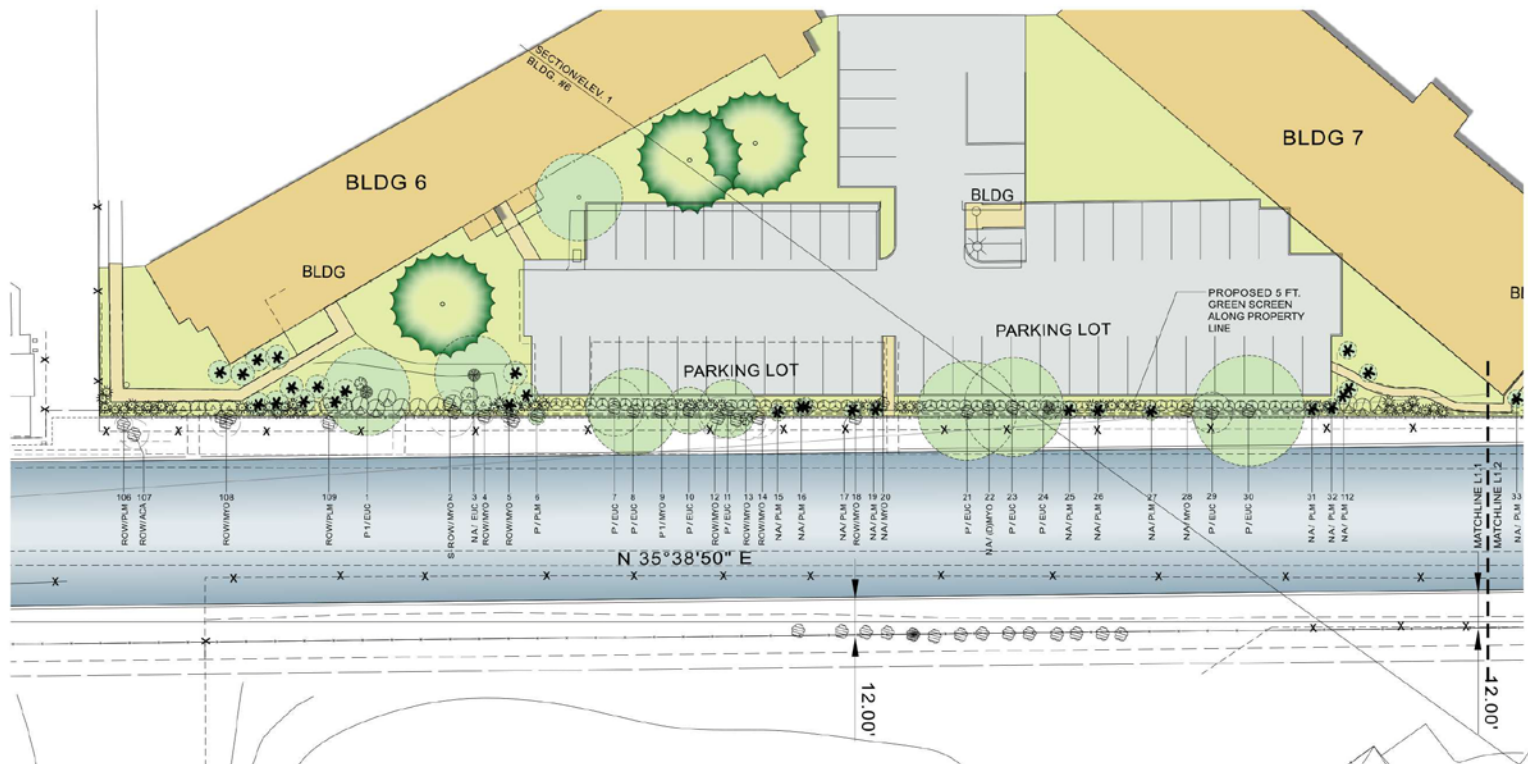 SECTION/ELEV. 1
BLDG. #6
BLDG 6
BLDG 7
BLDG
BLDG
PROPOSED 5 FT.
GREEN SCREEN
ALONG PROPERTY
LINE
PARKING LOT
PARKING LOT
106
ROW/PLM
107
ROW/ACA
108
ROW/MYO
109
ROW/PLM
1
P1/EUC
2
S-ROW/MYO
3
NA / EUC
4
ROW/MYO
5
ROW/MYO
6
P / PLM
7
P / EUC
8
P / EUC
9
P1/MYO
10
P / EUC
12
ROW/MYO
11
P / EUC
13
ROW/MYO
14
ROW/MYO
15
NA / PLM
16
NA / PLM
17
NA / PLM
18
ROW/MYO
19
NA / PLM
20
NA / MYO
21
P / EUC
22
NA / (D)MYO
23
P / EUC
24
P / EUC
25
NA / PLM
26
NA / PLM
27
NA / PLM
28
NA / MYO
29
P / EUC
30
P / EUC
31
NA / PLM
32
NA / PLM
112
NA / PLM
33
NA / PLM
MATCHLINE L1.1
MATCHLINE L1.2
N 35°38'50" E
12.00'
12.00'